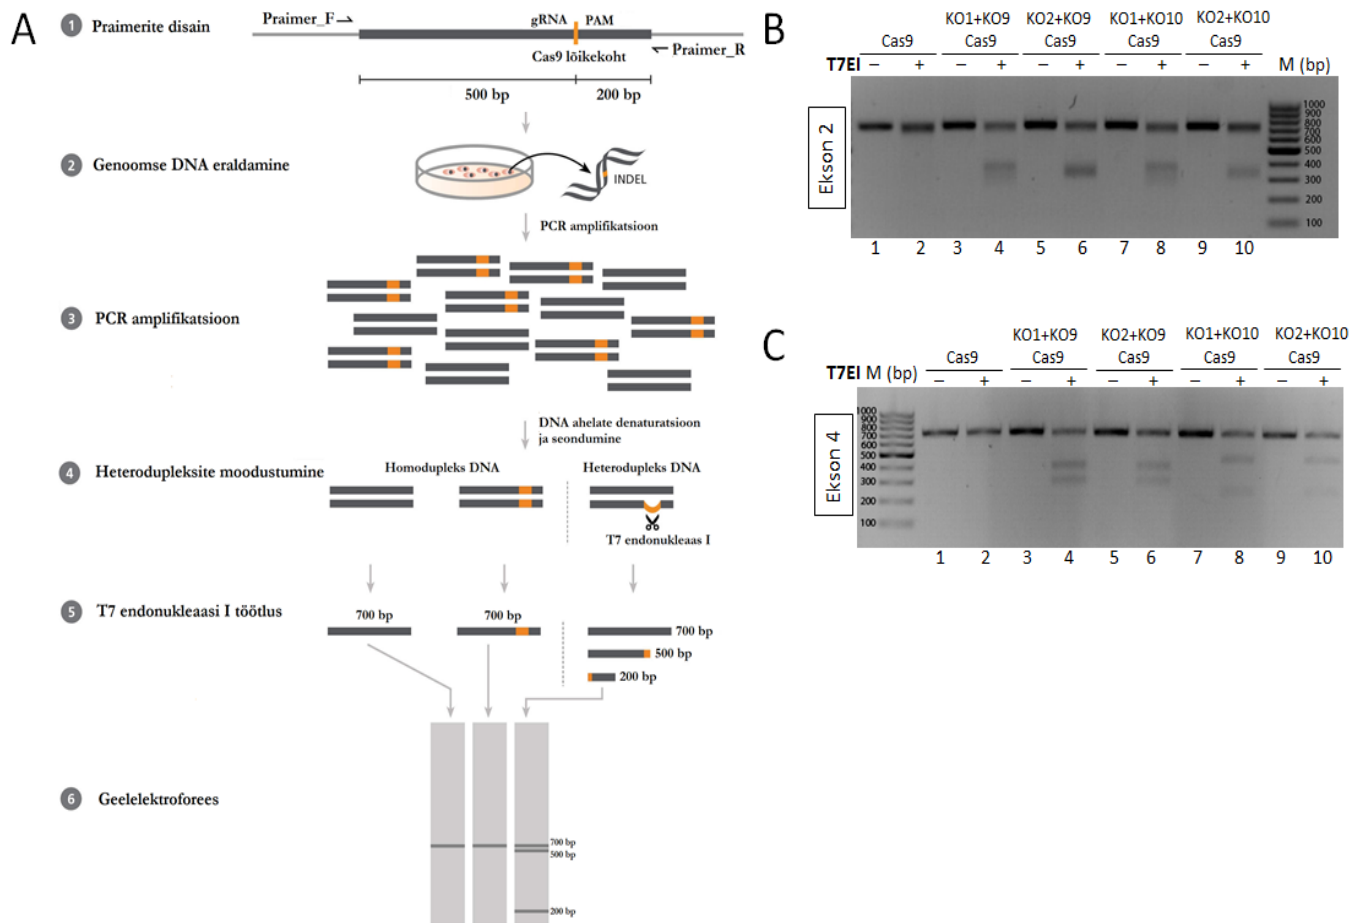 A
1 Praimerite disain
Praimer_F
gRNA PAM
Praimer_R
Cas9 lõikekoht
500 bp 200 bp
2 Genoomse DNA eraldamine
INDEL
PCR amplifikatsioon
3 PCR amplifikatsioon
DNA ahelate denaturatsioon
ja seondumine
4 Heterodupleksite moodustumine
Homodupleks DNA Heterodupleks DNA
T7 endonukleaas I
5 T7 endonukleaasi I töötlus
700 bp 700 bp
700 bp
500 bp
200 bp
6 Geelelektroforees
700 bp
500 bp
200 bp
B
KO1+KO9 KO2+KO9 KO1+KO10 KO2+KO10
Cas9 Cas9 Cas9 Cas9 Cas9
T7EI – + – + – + – + – + M (bp)
Ekson 2
1000
900
800
700
600
500
400
300
200
100
1 2 3 4 5 6 7 8 9 10
C
KO1+KO9 KO2+KO9 KO1+KO10 KO2+KO10
Cas9 Cas9 Cas9 Cas9 Cas9
T7EI M (bp) – + – + – + – + – +
Ekson 4
1000
900
800
700
600
500
400
300
200
100
1 2 3 4 5 6 7 8 9 10